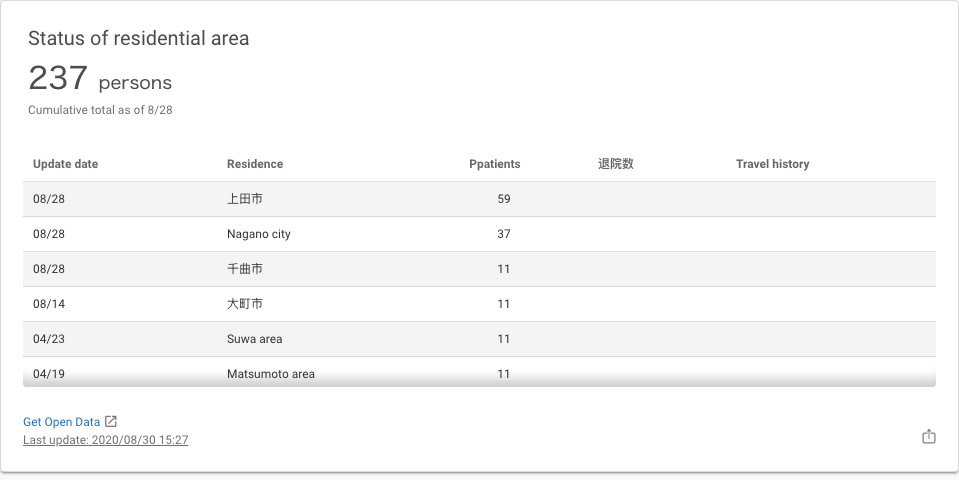 Status of residential area
237 persons
Cumulative total as of 8/28
Update date Residence Ppatients 退院数 Travel history
08/28 上田市 59
08/28 Nagano city 37
08/28 千曲市 11
08/14 大町市 11
04/23 Suwa area 11
04/19 Matsumoto area 11
Get Open Data
Last update: 2020/08/30 15:27